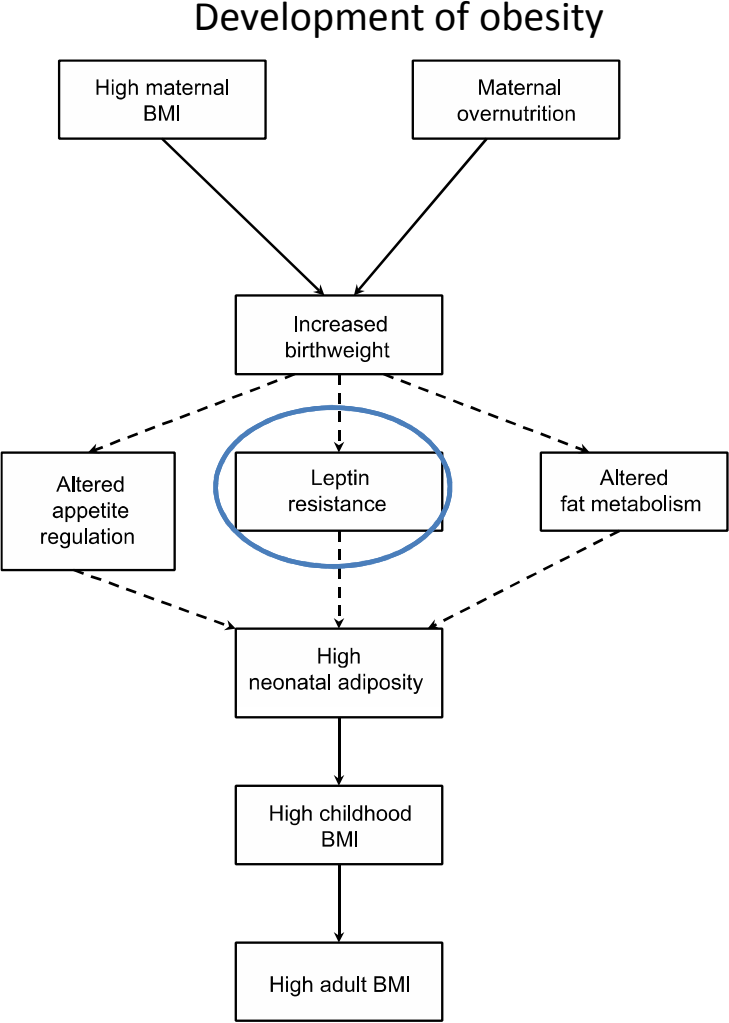 Development of obesity
High maternal
BMI
Maternal
overnutrition
Increased
birthweight
Altered
appetite
regulation
Leptin
resistance
Altered
fat metabolism
High
neonatal adiposity
High childhood
BMI
High adult BMI